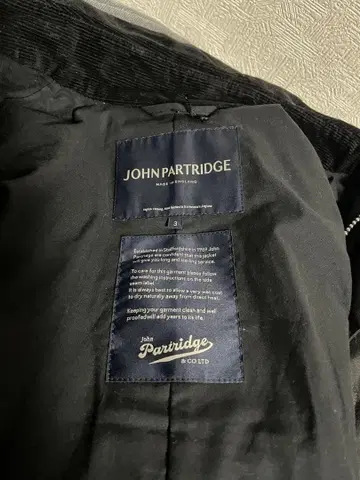 JOHN PARTRIDGE
MADE IN ENGLAND
3
Established in Staffordshire in 19 John
Partridge are confident that this jacket
will give you long and lasting service.
To care for this garment please follow
the washing instructions on the side
seam label.
It is always best to allow a very wet coat
to dry naturally away from direct heat.
Keeping your garment clean and well
proofed will add years to its life.
John
Partridge
& CO LTD